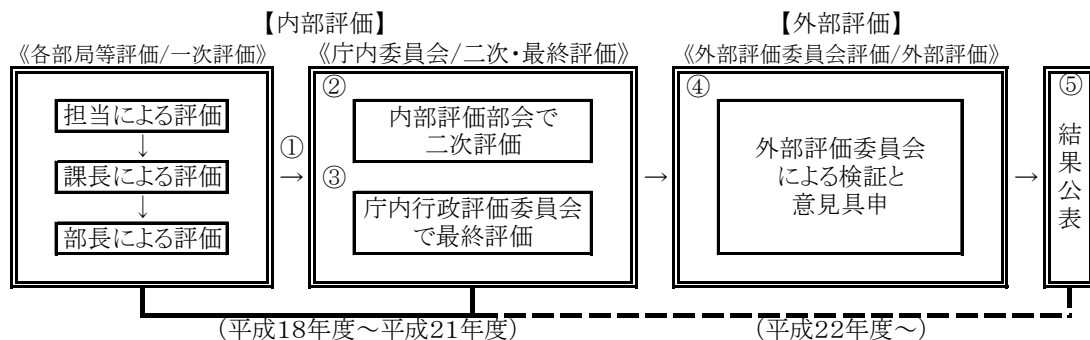 【内部評価】
【外部評価】
《各部局等評価/一次評価》
《庁内委員会/二次・最終評価》
《外部評価委員会評価/外部評価》
担当による評価
↓
課長による評価
↓
部長による評価
①
→
②
内部評価部会で
二次評価
③
庁内行政評価委員会
で最終評価
→
④
外部評価委員会
による検証と
意見具申
→
⑤
結果公表
(平成18年度～平成21年度)
(平成22年度～)